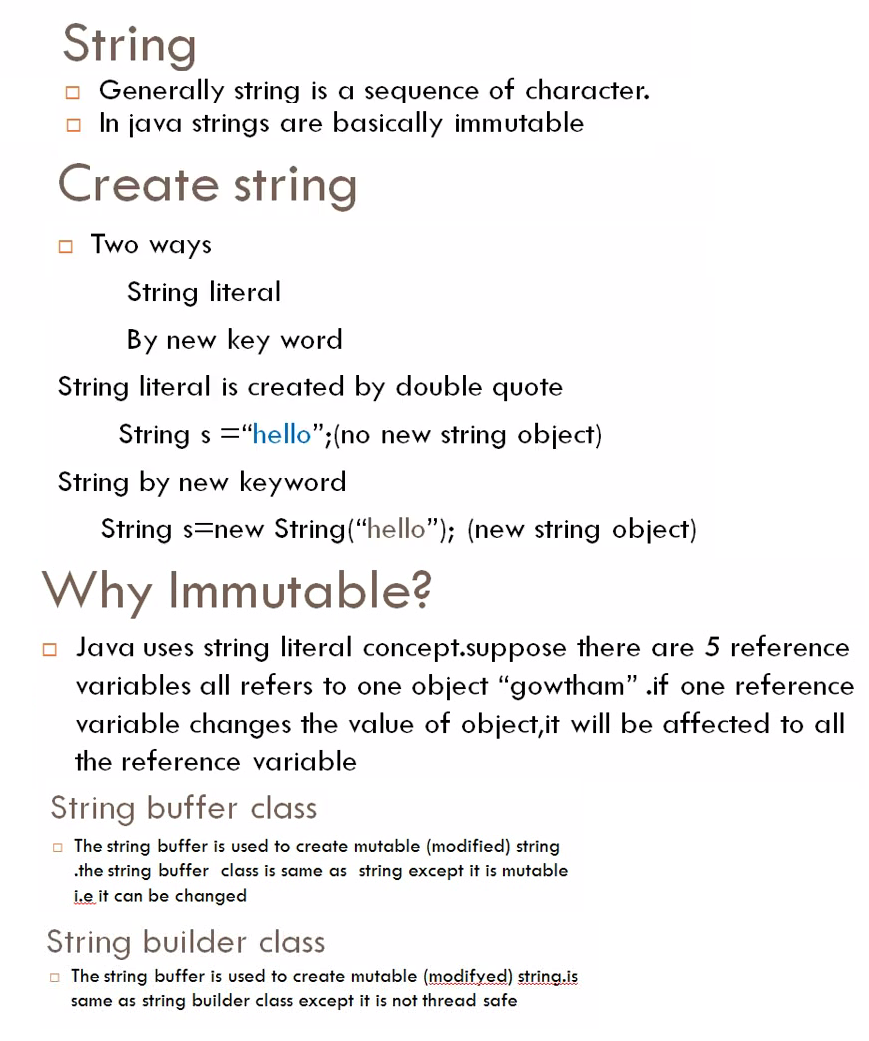 String
Generally string is a sequence of character.
In java strings are basically immutable
Create string
Two ways
String literal
By new key word
String literal is created by double quote
String s =“hello”;(no new string object)
String by new keyword
String s=new String(“hello”); (new string object)
Why Immutable?
Java uses string literal concept.suppose there are 5 reference
variables all refers to one object “gowtham” .if one reference
variable changes the value of object,it will be affected to all
the reference variable
String buffer class
The string buffer is used to create mutable (modified) string
.the string buffer class is same as string except it is mutable
i.e it can be changed
String builder class
The string buffer is used to create mutable (modifyed) string.is
same as string builder class except it is not thread safe